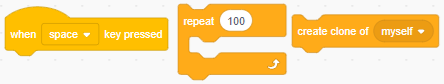 when space key pressed
repeat 100
create clone of myself